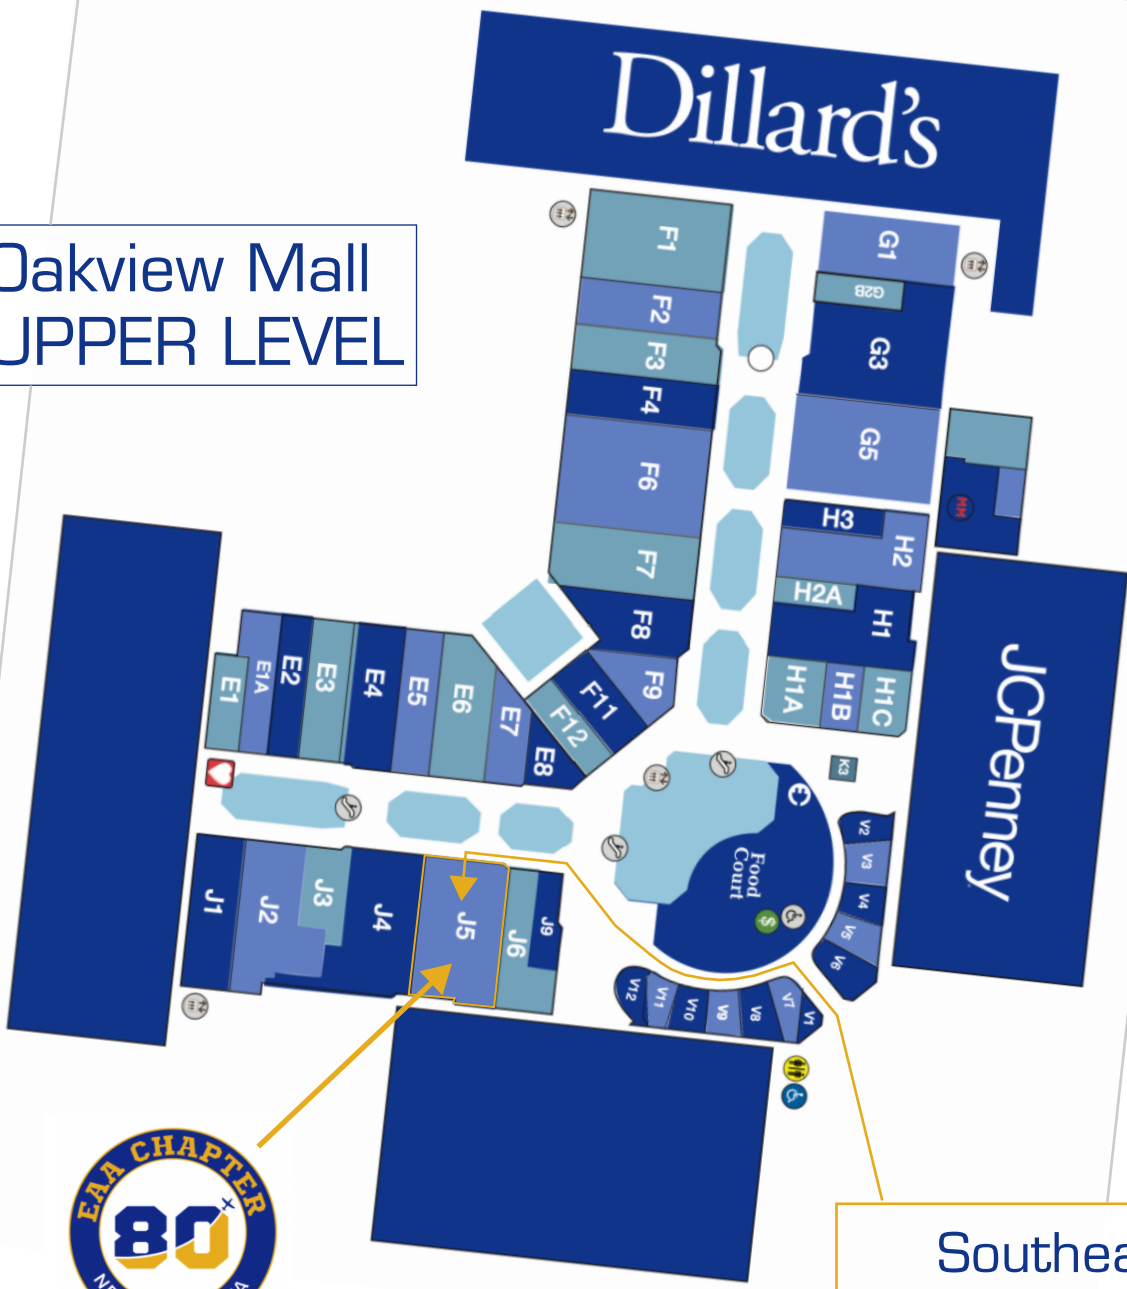 Dillard's
Oakview Mall
UPPER LEVEL
F1
F2
F3
F4
F6
F7
F8
F9
F11
F12
G1
G2B
G3
G5
MM
H3
H2
H2A
H1
H1A
H1B
H1C
JCPenney
E1
E1A
E2
E3
E4
E5
E6
E7
E8
K3
Food
Court
$
V2
V3
V4
V5
V6
J1
J2
J3
J4
J5
J6
J9
V12
V11
V10
V9
V8
V7
V1
EAA CHAPTER
80
Southea